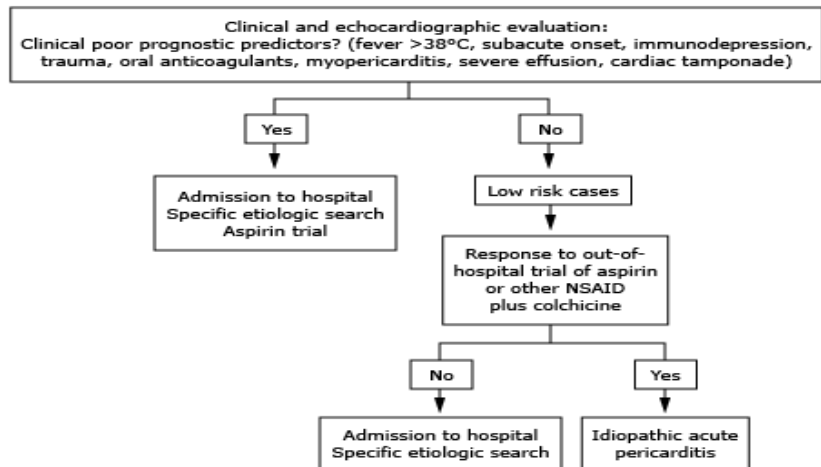 Clinical and echocardiographic evaluation:
Clinical poor prognostic predictors? (fever >38°C, subacute onset, immunodepression,
trauma, oral anticoagulants, myopericarditis, severe effusion, cardiac tamponade)
Yes
No
Admission to hospital
Specific etiologic search
Aspirin trial
Low risk cases
Response to out-of-
hospital trial of aspirin
or other NSAID
plus colchicine
No
Yes
Admission to hospital
Specific etiologic search
Idiopathic acute
pericarditis